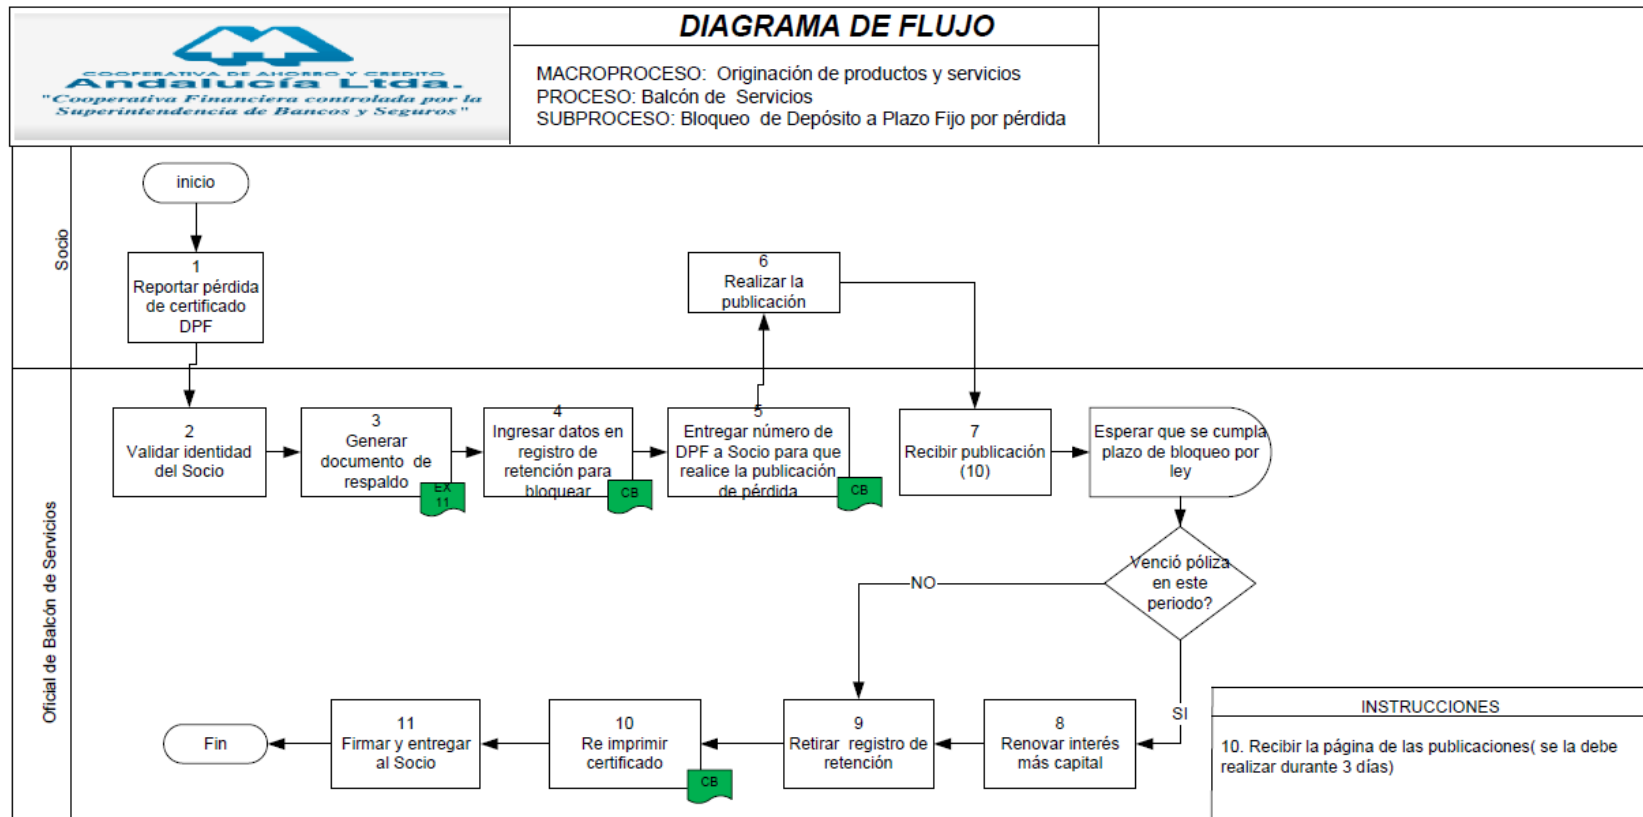 COOPERATIVA DE AHORRO Y CREDITO
Andalucía Ltda.
"Cooperativa Financiera controlada por la
Superintendencia de Bancos y Seguros"
DIAGRAMA DE FLUJO
MACROPROCESO: Originación de productos y servicios
PROCESO: Balcón de Servicios
SUBPROCESO: Bloqueo de Depósito a Plazo Fijo por pérdida
Socio
inicio
1
Reportar pérdida
de certificado
DPF
6
Realizar la
publicación
Oficial de Balcón de Servicios
2
Validar identidad
del Socio
3
Generar
documento de
respaldo
EX
11
4
Ingresar datos en
registro de
retención para
bloquear
CB
5
Entregar número de
DPF a Socio para que
realice la publicación
de pérdida
CB
7
Recibir publicación
(10)
Esperar que se cumpla
plazo de bloqueo por
ley
Venció póliza
en este
periodo?
NO
SI
8
Renovar interés
más capital
9
Retirar registro de
retención
10
Re imprimir
certificado
CB
11
Firmar y entregar
al Socio
Fin
INSTRUCCIONES
10. Recibir la página de las publicaciones( se la debe
realizar durante 3 días)